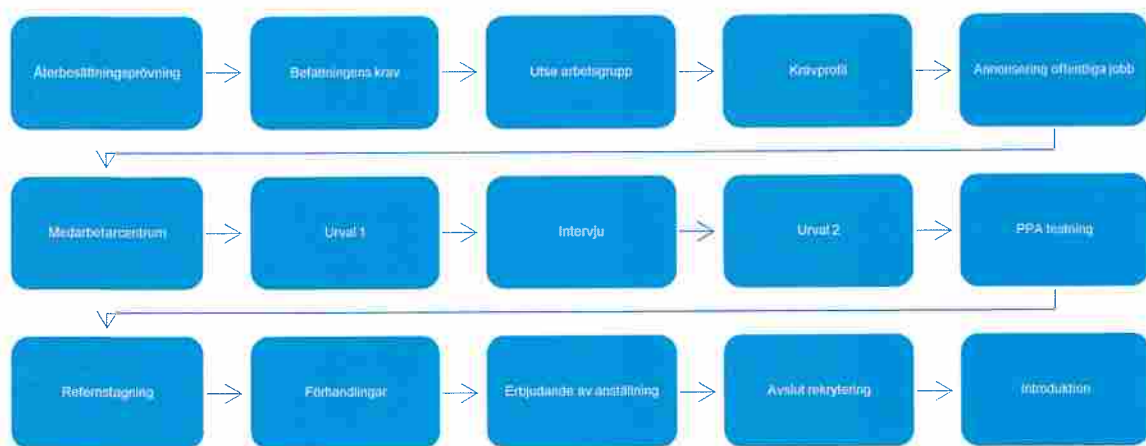 Återbesättningsprövning
Befattningens krav
Utse arbetsgrupp
Kravprofil
Annonsering offentliga jobb
Medarbetarcentrum
Urval 1
Intervju
Urval 2
PPA testning
Refernstagning
Förhandlingar
Erbjudande av anställning
Avslut rekrytering
Introduktion